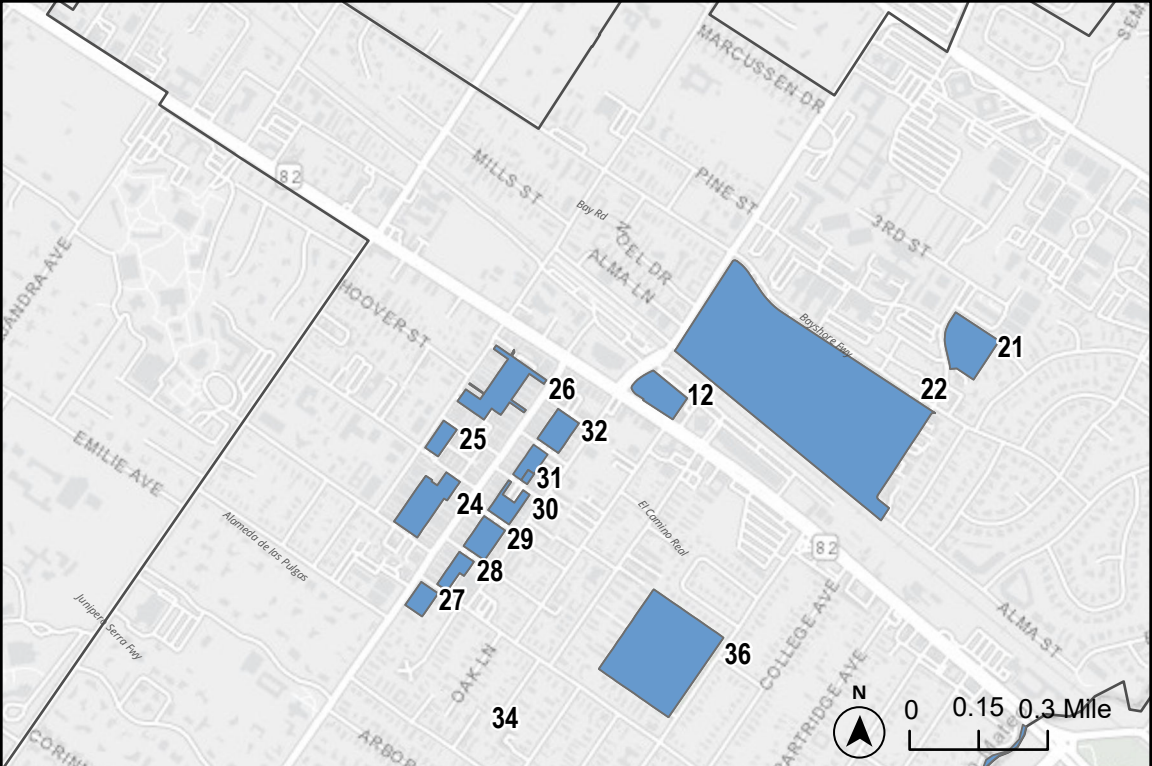 MARCUSSEN DR
82
MILLS ST
PINE ST
Bay Rd
NOEL DR
3RD ST
ALMA LN
HOOVER ST
Bayshore Fwy
21
22
26
12
32
25
31
24
30
29
EMILIE AVE
El Camino Real
82
Alameda de las Pulgas
28
27
Junipero Serra Fwy
ALMA ST
COLLEGE AVE
36
OAK LN
PARTRIDGE AVE
34
N
0 0.15 0.3 Mile